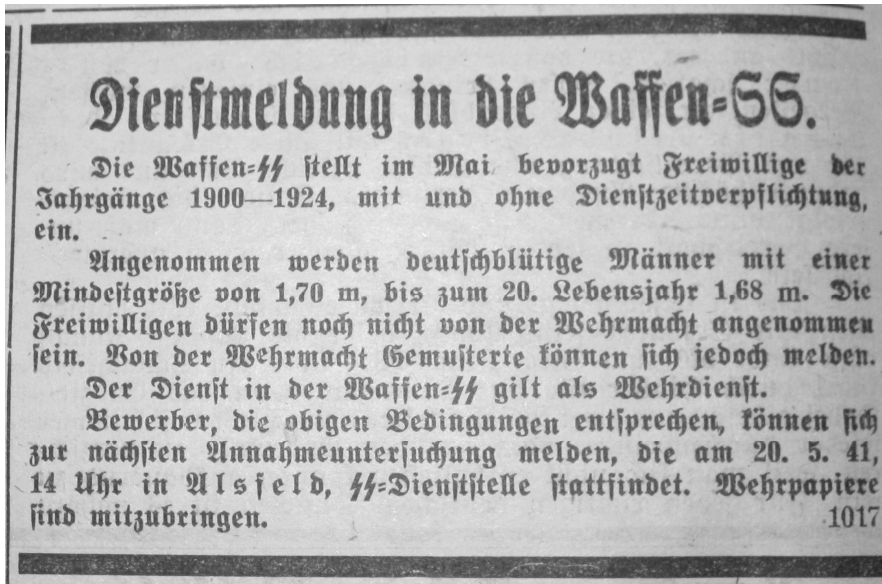 Dienstmeldung in die Waffen=SS.
Die Waffen=SS stellt im Mai bevorzugt Freiwillige der
Jahrgänge 1900—1924, mit und ohne Dienstzeitverpflichtung,
ein.
Angenommen werden deutschblütige Männer mit einer
Mindestgröße von 1,70 m, bis zum 20. Lebensjahr 1,68 m. Die
Freiwilligen dürfen noch nicht von der Wehrmacht angenommen
sein. Von der Wehrmacht Gemusterte können sich jedoch melden.
Der Dienst in der Waffen=SS gilt als Wehrdienst.
Bewerber, die obigen Bedingungen entsprechen, können sich
zur nächsten Annahmeuntersuchung melden, die am 20. 5. 41,
14 Uhr in Alsfeld, SS=Dienststelle stattfindet. Wehrpapiere
sind mitzubringen. 1017